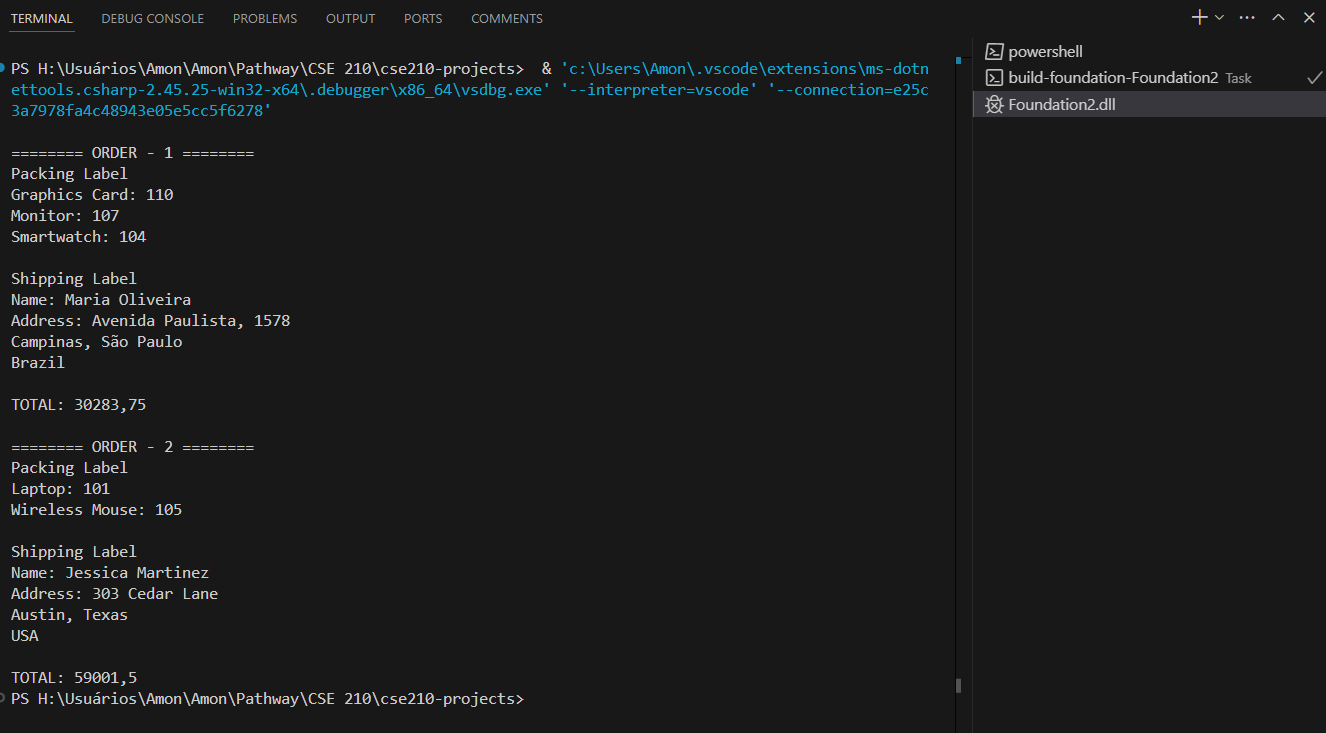 TERMINAL DEBUG CONSOLE PROBLEMS OUTPUT PORTS COMMENTS
PS H:\Usuários\Amon\Amon\Pathway\CSE 210\cse210-projects>  & 'c:\Users\Amon\.vscode\extensions\ms-dotn
ettools.csharp-2.45.25-win32-x64\.debugger\x86_64\vsdbg.exe' '--interpreter=vscode' '--connection=e25c
3a7978fa4c48943e05e5cc5f6278'
======== ORDER - 1 ========
Packing Label
Graphics Card: 110
Monitor: 107
Smartwatch: 104
Shipping Label
Name: Maria Oliveira
Address: Avenida Paulista, 1578
Campinas, São Paulo
Brazil
TOTAL: 30283,75
======== ORDER - 2 ========
Packing Label
Laptop: 101
Wireless Mouse: 105
Shipping Label
Name: Jessica Martinez
Address: 303 Cedar Lane
Austin, Texas
USA
TOTAL: 59001,5
PS H:\Usuários\Amon\Amon\Pathway\CSE 210\cse210-projects>
powershell
build-foundation-Foundation2 Task
Foundation2.dll